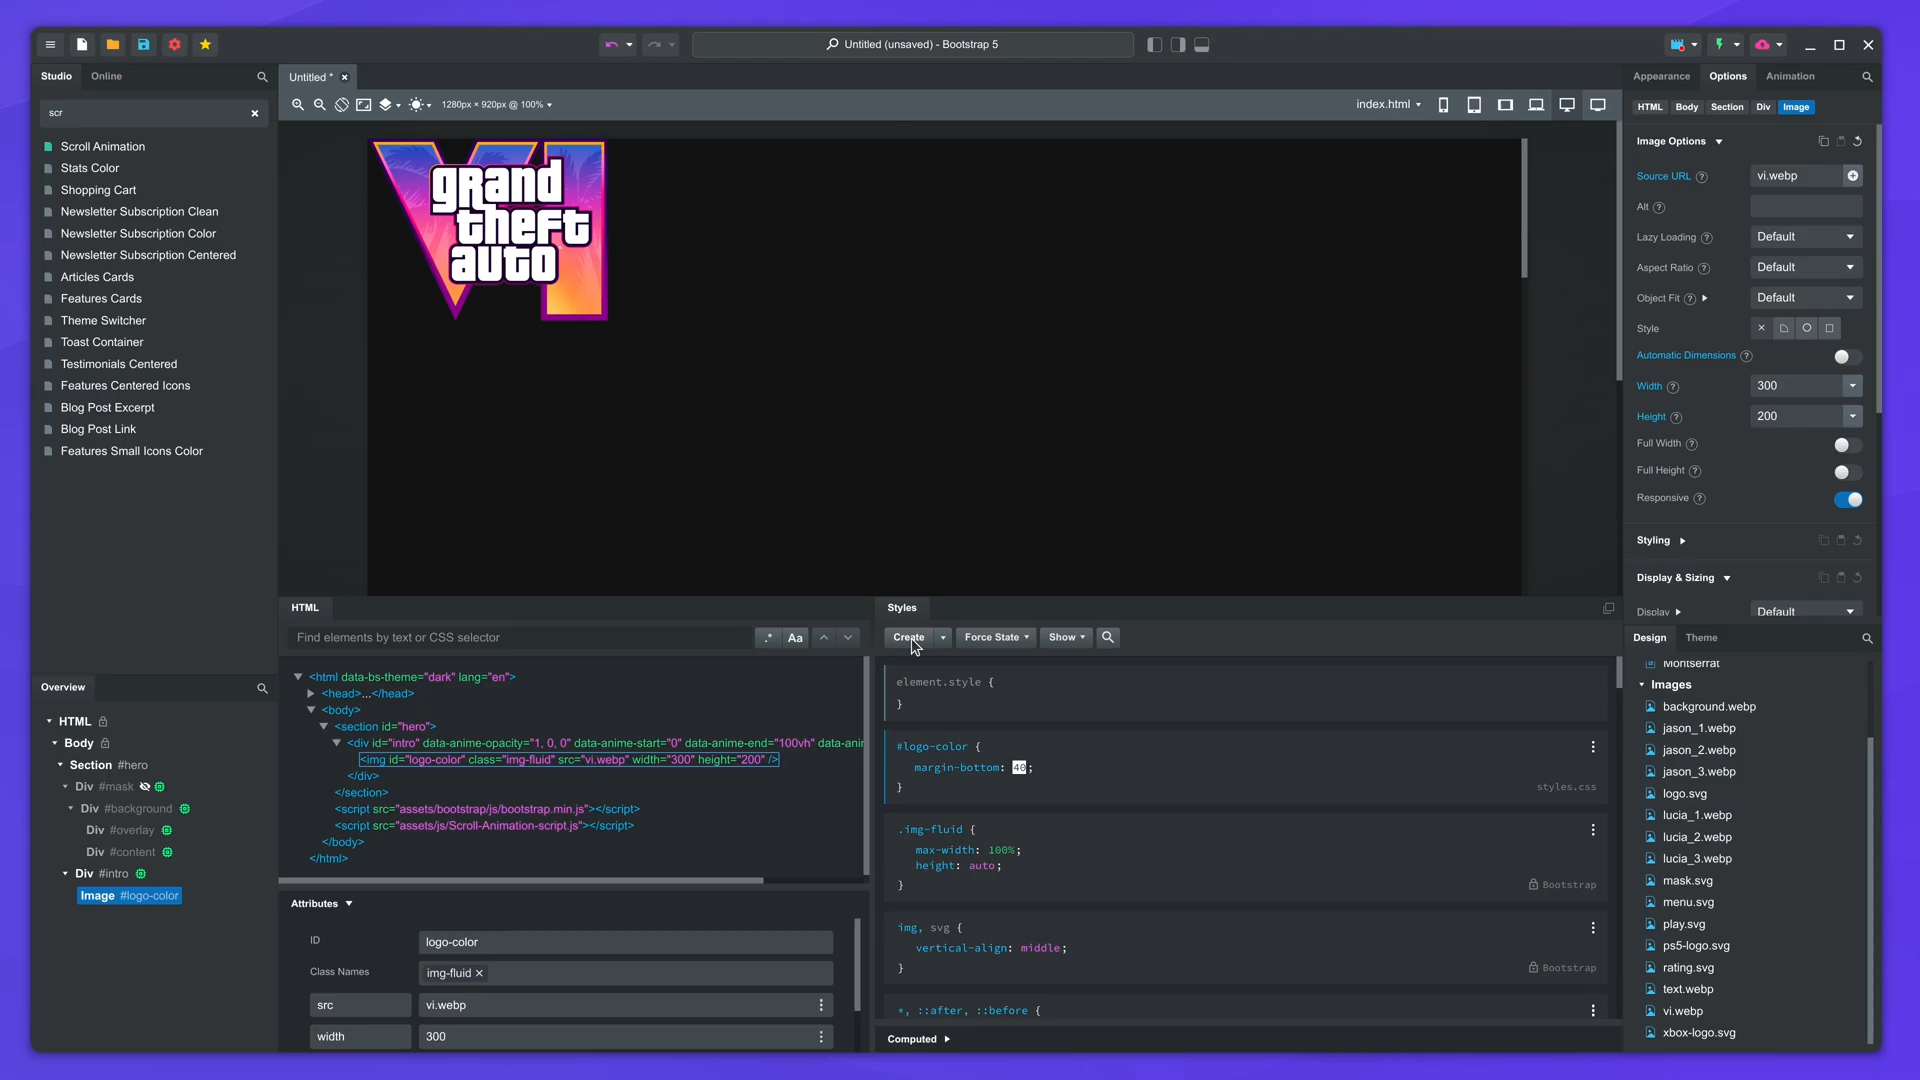 Untitled (unsaved) - Bootstrap 5
Studio
Online
scr
Scroll Animation
Stats Color
Shopping Cart
Newsletter Subscription Clean
Newsletter Subscription Color
Newsletter Subscription Centered
Articles Cards
Features Cards
Theme Switcher
Toast Container
Testimonials Centered
Features Centered Icons
Blog Post Excerpt
Blog Post Link
Features Small Icons Color
Overview
HTML
Body
Section #hero
Div #mask
Div #background
Div #overlay
Div #content
Div #intro
Image #logo-color
Untitled *
1280px × 920px @ 100%
index.html
grand
theft
auto
HTML
Find elements by text or CSS selector
.* Aa
<html data-bs-theme="dark" lang="en">
<head>...</head>
<body>
<section id="hero">
<div id="intro" data-anime-opacity="1, 0, 0" data-anime-start="0" data-anime-end="100vh" data-anir
<img id="logo-color" class="img-fluid" src="vi.webp" width="300" height="200" />
</div>
</section>
<script src="assets/bootstrap/js/bootstrap.min.js"></script>
<script src="assets/js/Scroll-Animation-script.js"></script>
</body>
</html>
Attributes
ID
logo-color
Class Names
img-fluid
src
vi.webp
width
300
Styles
Create
Force State
Show
element.style {
}
#logo-color {
margin-bottom: 40;
}
styles.css
.img-fluid {
max-width: 100%;
height: auto;
}
Bootstrap
img, svg {
vertical-align: middle;
}
Bootstrap
*, ::after, ::before {
Computed
Appearance
Options
Animation
HTML
Body
Section
Div
Image
Image Options
Source URL
vi.webp
Alt
Lazy Loading
Default
Aspect Ratio
Default
Object Fit
Default
Style
Automatic Dimensions
Width
300
Height
200
Full Width
Full Height
Responsive
Styling
Display & Sizing
Display
Default
Design
Theme
Montserrat
Images
background.webp
jason_1.webp
jason_2.webp
jason_3.webp
logo.svg
lucia_1.webp
lucia_2.webp
lucia_3.webp
mask.svg
menu.svg
play.svg
ps5-logo.svg
rating.svg
text.webp
vi.webp
xbox-logo.svg